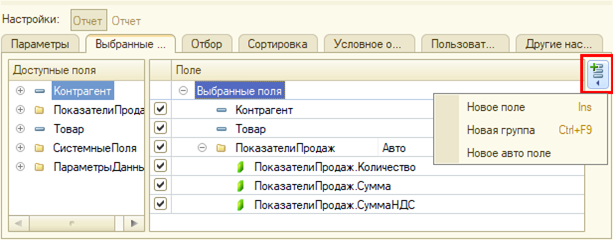 Настройки: Отчет Отчет
Параметры Выбранные ... Отбор Сортировка Условное о... Пользоват... Другие нас...
Доступные поля
Контрагент
ПоказателиПрода
Товар
СистемныеПоля
ПараметрыДанны
Поле
Выбранные поля
Контрагент
Товар
ПоказателиПродаж Авто
ПоказателиПродаж.Количество
ПоказателиПродаж.Сумма
ПоказателиПродаж.СуммаНДС
Новое поле Ins
Новая группа Ctrl+F9
Новое авто поле